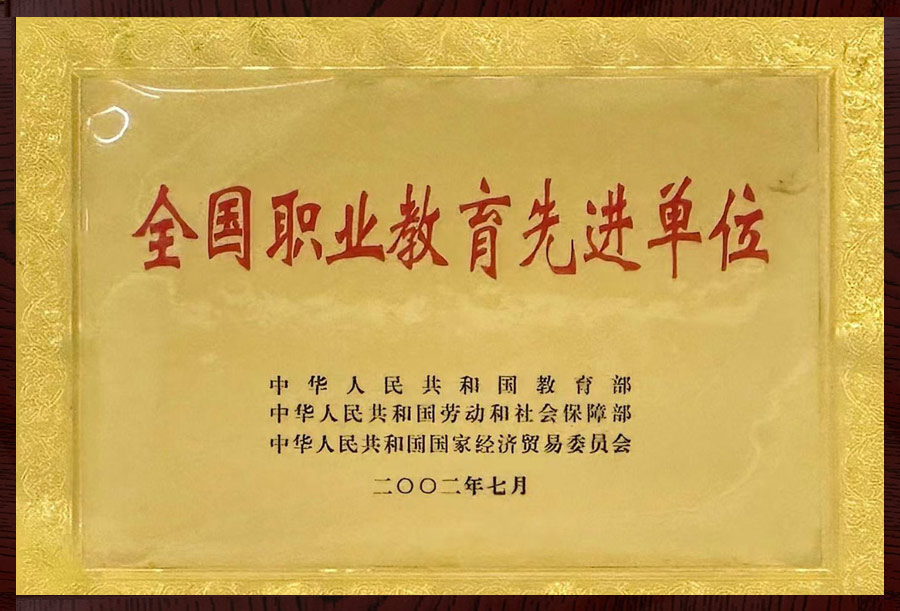 全国职业教育先进单位
中华人民共和国教育部
中华人民共和国劳动和社会保障部
中华人民共和国国家经济贸易委员会
二〇〇二年七月